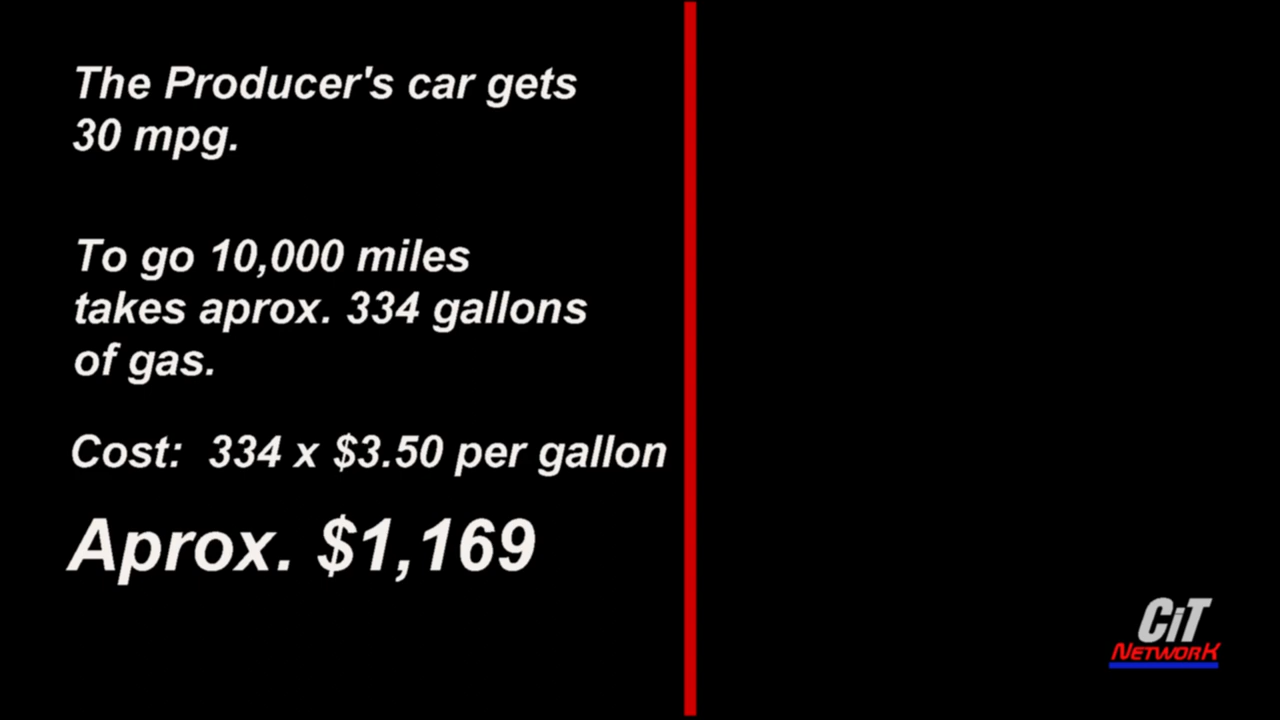 The Producer's car gets
30 mpg.
To go 10,000 miles
takes aprox. 334 gallons
of gas.
Cost:  334 x $3.50 per gallon
Aprox. $1,169
CiT
NETWORK